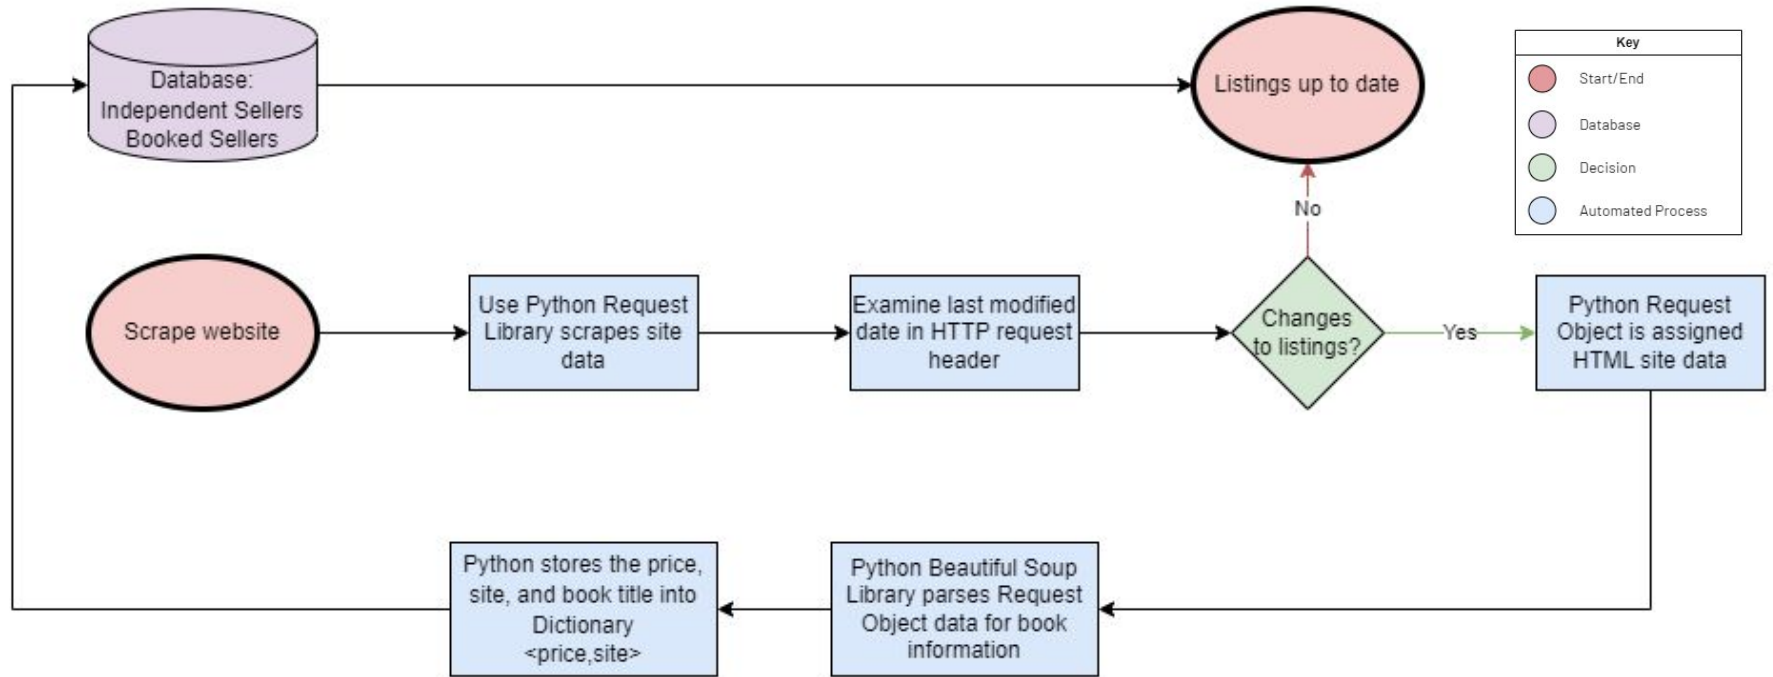 Database:
Independent Sellers
Booked Sellers
Listings up to date
Key
Start/End
Database
Decision
Automated Process
No
Scrape website
Use Python Request
Library scrapes site
data
Examine last modified
date in HTTP request
header
Changes
to listings?
Yes
Python Request
Object is assigned
HTML site data
Python stores the price,
site, and book title into
Dictionary
<price,site>
Python Beautiful Soup
Library parses Request
Object data for book
information